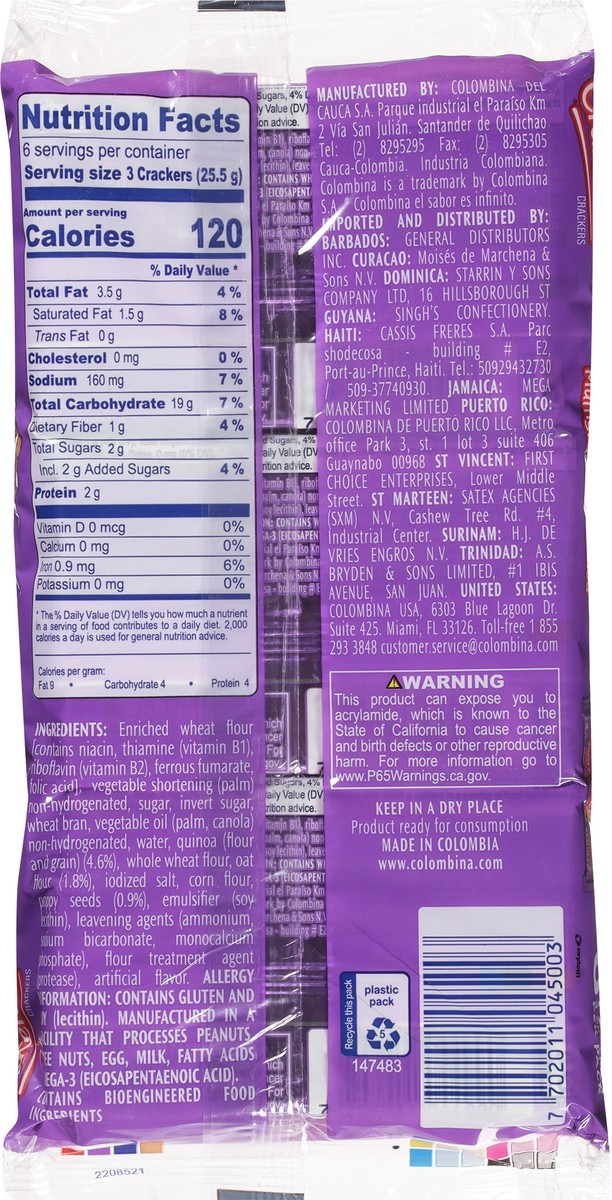 Nutrition Facts
6 servings per container
Serving size 3 Crackers (25.5 g)
Amount per serving
Calories 120
% Daily Value *
Total Fat 3.5 g 4 %
Saturated Fat 1.5 g 8 %
Trans Fat 0 g
Cholesterol 0 mg 0 %
Sodium 160 mg 7 %
Total Carbohydrate 19 g 7 %
Dietary Fiber 1 g 4 %
Total Sugars 2 g
Incl. 2 g Added Sugars 4 %
Protein 2 g
Vitamin D 0 mcg 0%
Calcium 0 mg 0%
Iron 0.9 mg 6%
Potassium 0 mg 0%
* The % Daily Value (DV) tells you how much a nutrient
in a serving of food contributes to a daily diet. 2,000
calories a day is used for general nutrition advice.
Calories per gram:
Fat 9 • Carbohydrate 4 • Protein 4
INGREDIENTS: Enriched wheat flour
(contains niacin, thiamine (vitamin B1),
riboflavin (vitamin B2), ferrous fumarate,
folic acid), vegetable shortening (palm)
non-hydrogenated, sugar, invert sugar,
wheat bran, vegetable oil (palm, canola)
non-hydrogenated, water, quinoa (flour
and grain) (4.6%), whole wheat flour, oat
flour (1.8%), iodized salt, corn flour,
poppy seeds (0.9%), emulsifier (soy
lecithin), leavening agents (ammonium,
sodium bicarbonate, monocalcium
phosphate), flour treatment agent
(protease), artificial flavor. ALLERGY
INFORMATION: CONTAINS GLUTEN AND
(lecithin). MANUFACTURED IN A
FACILITY THAT PROCESSES PEANUTS,
TREE NUTS, EGG, MILK, FATTY ACIDS
OMEGA-3 (EICOSAPENTAENOIC ACID).
CONTAINS BIOENGINEERED FOOD
INGREDIENTS
2208521
MANUFACTURED BY: COLOMBINA DEL
CAUCA S.A. Parque industrial el Paraíso Km
2 Vía San Julián. Santander de Quilichao
Tel: (2) 8295295 Fax: (2) 8295305
Cauca-Colombia. Industria Colombiana.
Colombina is a trademark by Colombina
S.A. Colombina el sabor es infinito.
IMPORTED AND DISTRIBUTED BY:
BARBADOS: GENERAL DISTRIBUTORS
INC. CURACAO: Moisés de Marchena &
Sons N.V. DOMINICA: STARRIN Y SONS
COMPANY LTD, 16 HILLSBOROUGH ST
GUYANA: SINGH'S CONFECTIONERY.
HAITI: CASSIS FRERES S.A. Parc
shodecosa - building # E2,
Port-au-Prince, Haiti. Tel.: 50929432730
/ 509-37740930. JAMAICA: MEGA
MARKETING LIMITED PUERTO RICO:
COLOMBINA DE PUERTO RICO LLC, Metro
office Park 3, st. 1 lot 3 suite 406
Guaynabo 00968 ST VINCENT: FIRST
CHOICE ENTERPRISES, Lower Middle
Street. ST MARTEEN: SATEX AGENCIES
(SXM) N.V, Cashew Tree Rd. #4,
Industrial Center. SURINAM: H.J. DE
VRIES ENGROS N.V. TRINIDAD: A.S.
BRYDEN & SONS LIMITED, #1 IBIS
AVENUE, SAN JUAN. UNITED STATES:
COLOMBINA USA, 6303 Blue Lagoon Dr.
Suite 425. Miami, FL 33126. Toll-free 1 855
293 3848 customer.service@colombina.com
WARNING
This product can expose you to
acrylamide, which is known to the
State of California to cause cancer
and birth defects or other reproductive
harm. For more information go to
www.P65Warnings.ca.gov.
KEEP IN A DRY PLACE
Product ready for consumption
MADE IN COLOMBIA
www.colombina.com
Recycle this pack
plastic
pack
5
147483
7 702011 045003
CRACKERS
CRACKERS